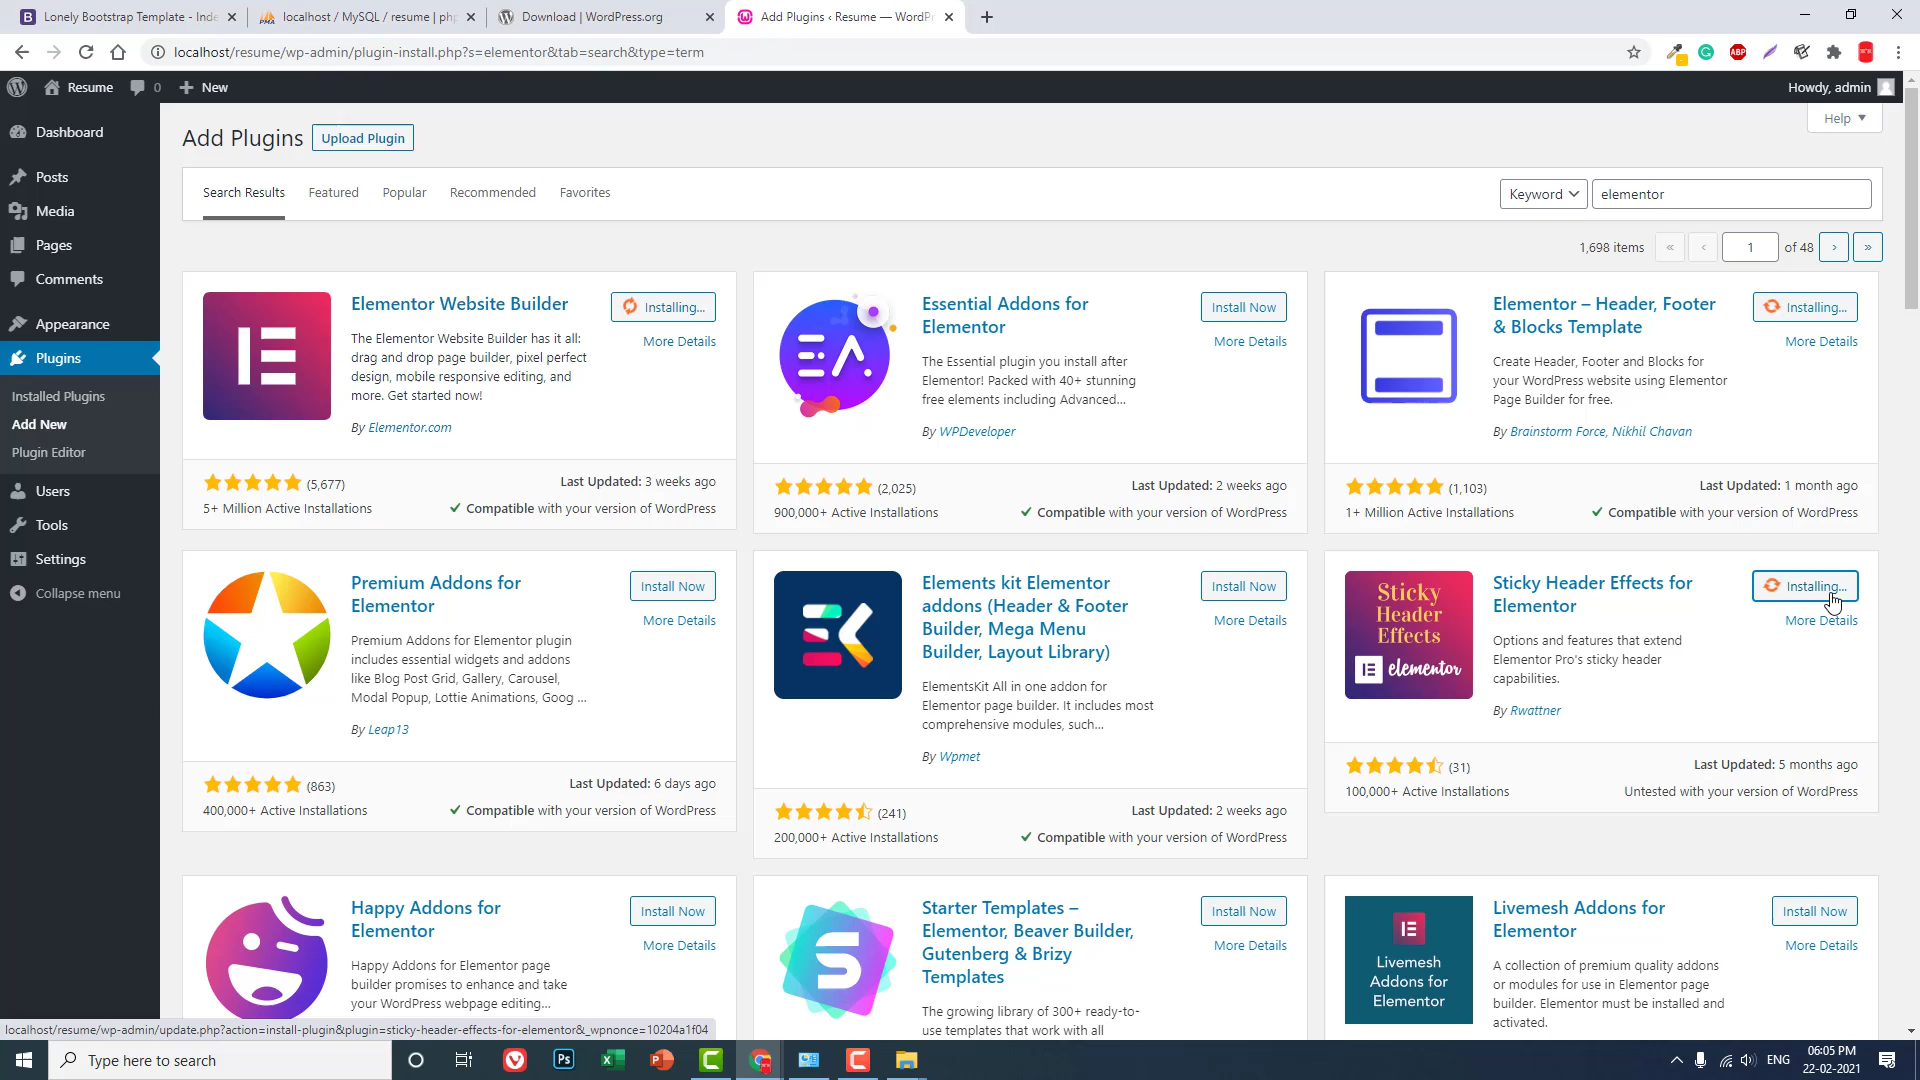 Lonely Bootstrap Template - Inde
localhost / MySQL / resume | php
Download | WordPress.org
Add Plugins ‹ Resume — WordPr
localhost/resume/wp-admin/plugin-install.php?s=elementor&tab=search&type=term
Resume
0
New
Howdy, admin
Dashboard
Posts
Media
Pages
Comments
Appearance
Plugins
Installed Plugins
Add New
Plugin Editor
Users
Tools
Settings
Collapse menu
Add Plugins
Upload Plugin
Help
Search Results
Featured
Popular
Recommended
Favorites
Keyword
elementor
1,698 items
«
‹
1
of 48
›
»
Elementor Website Builder
Installing...
More Details
The Elementor Website Builder has it all:
drag and drop page builder, pixel perfect
design, mobile responsive editing, and
more. Get started now!
By Elementor.com
(5,677)
5+ Million Active Installations
Last Updated: 3 weeks ago
Compatible with your version of WordPress
Essential Addons for
Elementor
Install Now
More Details
The Essential plugin you install after
Elementor! Packed with 40+ stunning
free elements including Advanced...
By WPDeveloper
(2,025)
900,000+ Active Installations
Last Updated: 2 weeks ago
Compatible with your version of WordPress
Elementor – Header, Footer
& Blocks Template
Installing...
More Details
Create Header, Footer and Blocks for
your WordPress website using Elementor
Page Builder for free.
By Brainstorm Force, Nikhil Chavan
(1,103)
1+ Million Active Installations
Last Updated: 1 month ago
Compatible with your version of WordPress
Premium Addons for
Elementor
Install Now
More Details
Premium Addons for Elementor plugin
includes essential widgets and addons
like Blog Post Grid, Gallery, Carousel,
Modal Popup, Lottie Animations, Goog ...
By Leap13
(863)
400,000+ Active Installations
Last Updated: 6 days ago
Compatible with your version of WordPress
Elements kit Elementor
addons (Header & Footer
Builder, Mega Menu
Builder, Layout Library)
Install Now
More Details
ElementsKit All in one addon for
Elementor page builder. It includes most
comprehensive modules, such...
By Wpmet
(241)
200,000+ Active Installations
Last Updated: 2 weeks ago
Compatible with your version of WordPress
Sticky
Header
Effects
elementor
Sticky Header Effects for
Elementor
Installing...
More Details
Options and features that extend
Elementor Pro's sticky header
capabilities.
By Rwattner
(31)
100,000+ Active Installations
Last Updated: 5 months ago
Untested with your version of WordPress
Happy Addons for
Elementor
Install Now
More Details
Happy Addons for Elementor page
builder promises to enhance and take
your WordPress webpage editing...
Starter Templates –
Elementor, Beaver Builder,
Gutenberg & Brizy
Templates
Install Now
More Details
The growing library of 300+ ready-to-
use templates that work with all
Livemesh
Addons for
Elementor
Livemesh Addons for
Elementor
Install Now
More Details
A collection of premium quality addons
or modules for use in Elementor page
builder. Elementor must be installed and
activated.
localhost/resume/wp-admin/update.php?action=install-plugin&plugin=sticky-header-effects-for-elementor&_wpnonce=10204a1f04
Type here to search
ENG
06:05 PM
22-02-2021